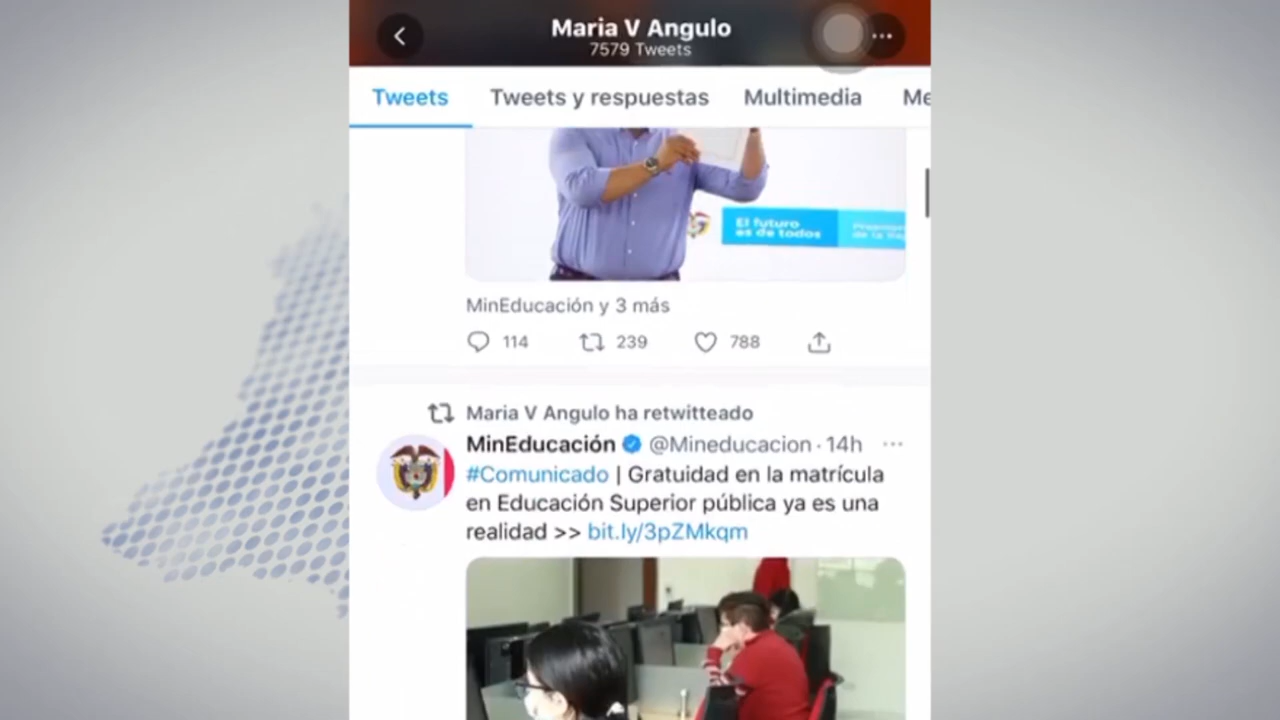 Maria V Angulo
7579 Tweets
Tweets
Tweets y respuestas
Multimedia
Me
El futuro
es de todos
MinEducación y 3 más
114
239
788
Maria V Angulo ha retwitteado
MinEducación @Mineducacion · 14h
#Comunicado | Gratuidad en la matrícula
en Educación Superior pública ya es una
realidad >> bit.ly/3pZMkqm